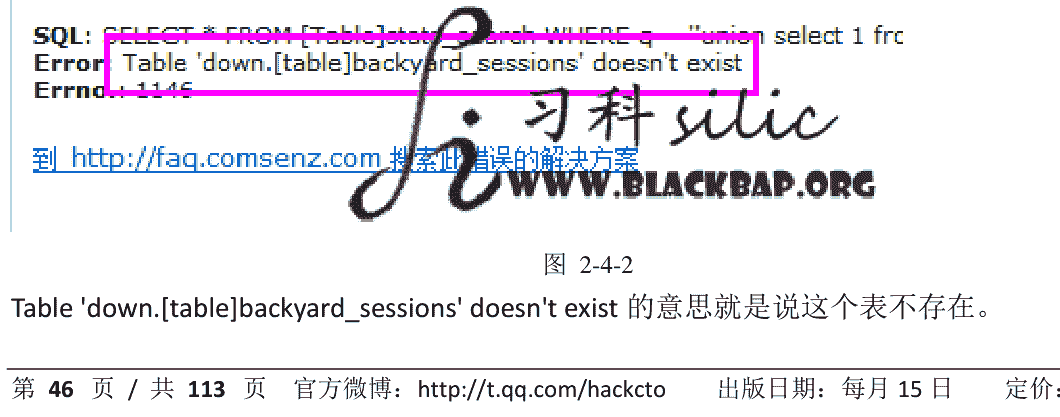 SQL: SELECT * FROM [Table]stats_search WHERE q= ''union select 1 frc
Error: Table 'down.[table]backyard_sessions' doesn't exist
Errno.: 1146
习科 silic
到 http://faq.comsenz.com 搜索此错误的解决方案
WWW.BLACKBAP.ORG
图 2-4-2
Table 'down.[table]backyard_sessions' doesn't exist 的意思就是说这个表不存在。
第 46 页 / 共 113 页 官方微博：http://t.qq.com/hackcto 出版日期：每月 15 日 定价：